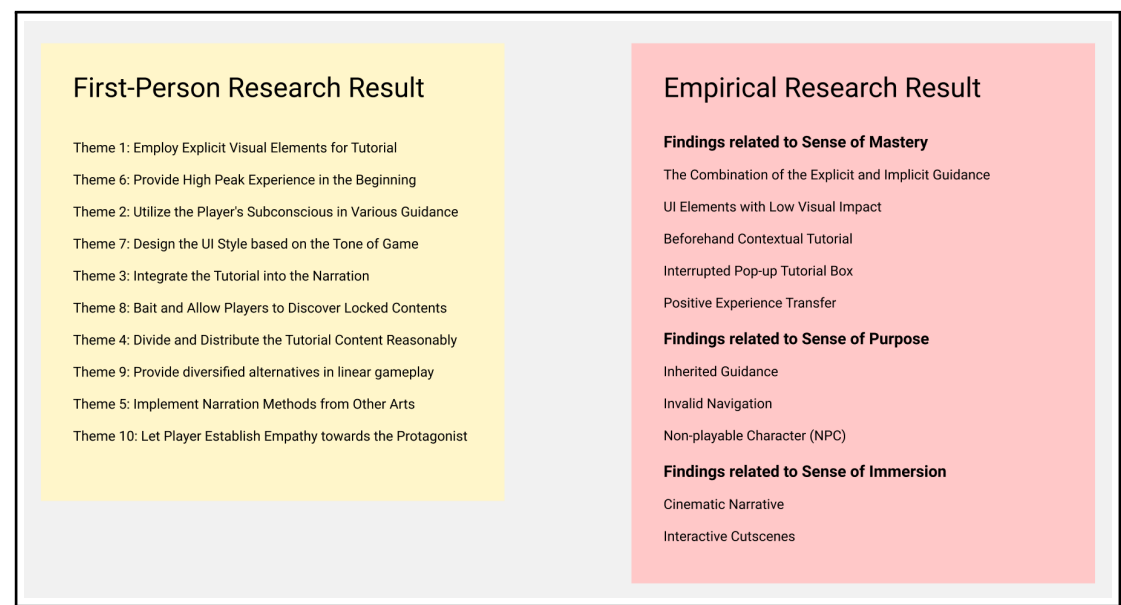 First-Person Research Result
Theme 1: Employ Explicit Visual Elements for Tutorial
Theme 6: Provide High Peak Experience in the Beginning
Theme 2: Utilize the Player's Subconscious in Various Guidance
Theme 7: Design the UI Style based on the Tone of Game
Theme 3: Integrate the Tutorial into the Narration
Theme 8: Bait and Allow Players to Discover Locked Contents
Theme 4: Divide and Distribute the Tutorial Content Reasonably
Theme 9: Provide diversified alternatives in linear gameplay
Theme 5: Implement Narration Methods from Other Arts
Theme 10: Let Player Establish Empathy towards the Protagonist
Empirical Research Result
Findings related to Sense of Mastery
The Combination of the Explicit and Implicit Guidance
UI Elements with Low Visual Impact
Beforehand Contextual Tutorial
Interrupted Pop-up Tutorial Box
Positive Experience Transfer
Findings related to Sense of Purpose
Inherited Guidance
Invalid Navigation
Non-playable Character (NPC)
Findings related to Sense of Immersion
Cinematic Narrative
Interactive Cutscenes